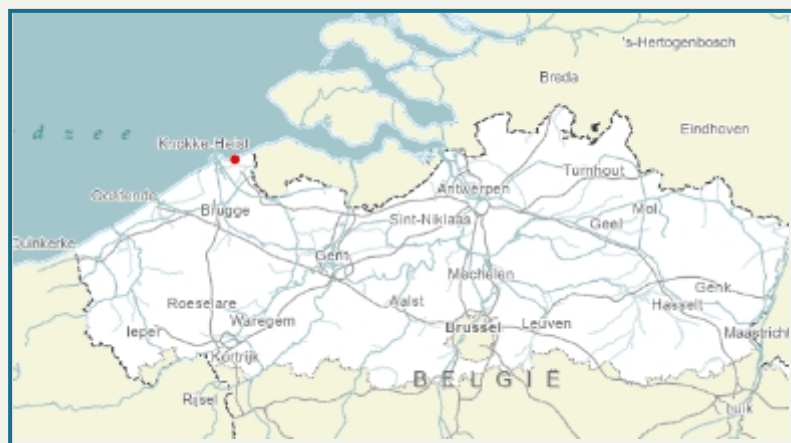 's-Hertogenbosch
Breda
Eindhoven
d z e e
Knokke-Heist
Turnhout
Oostende
Antwerpen
Mol
Brugge
Sint-Niklaas
Geel
Duinkerke
Gent
Mechelen
Genk
Roeselare
Aalst
Hasselt
Waregem
Brussel
Leuven
Ieper
Maastricht
Kortrijk
BELGIË
Rijsel
Luik